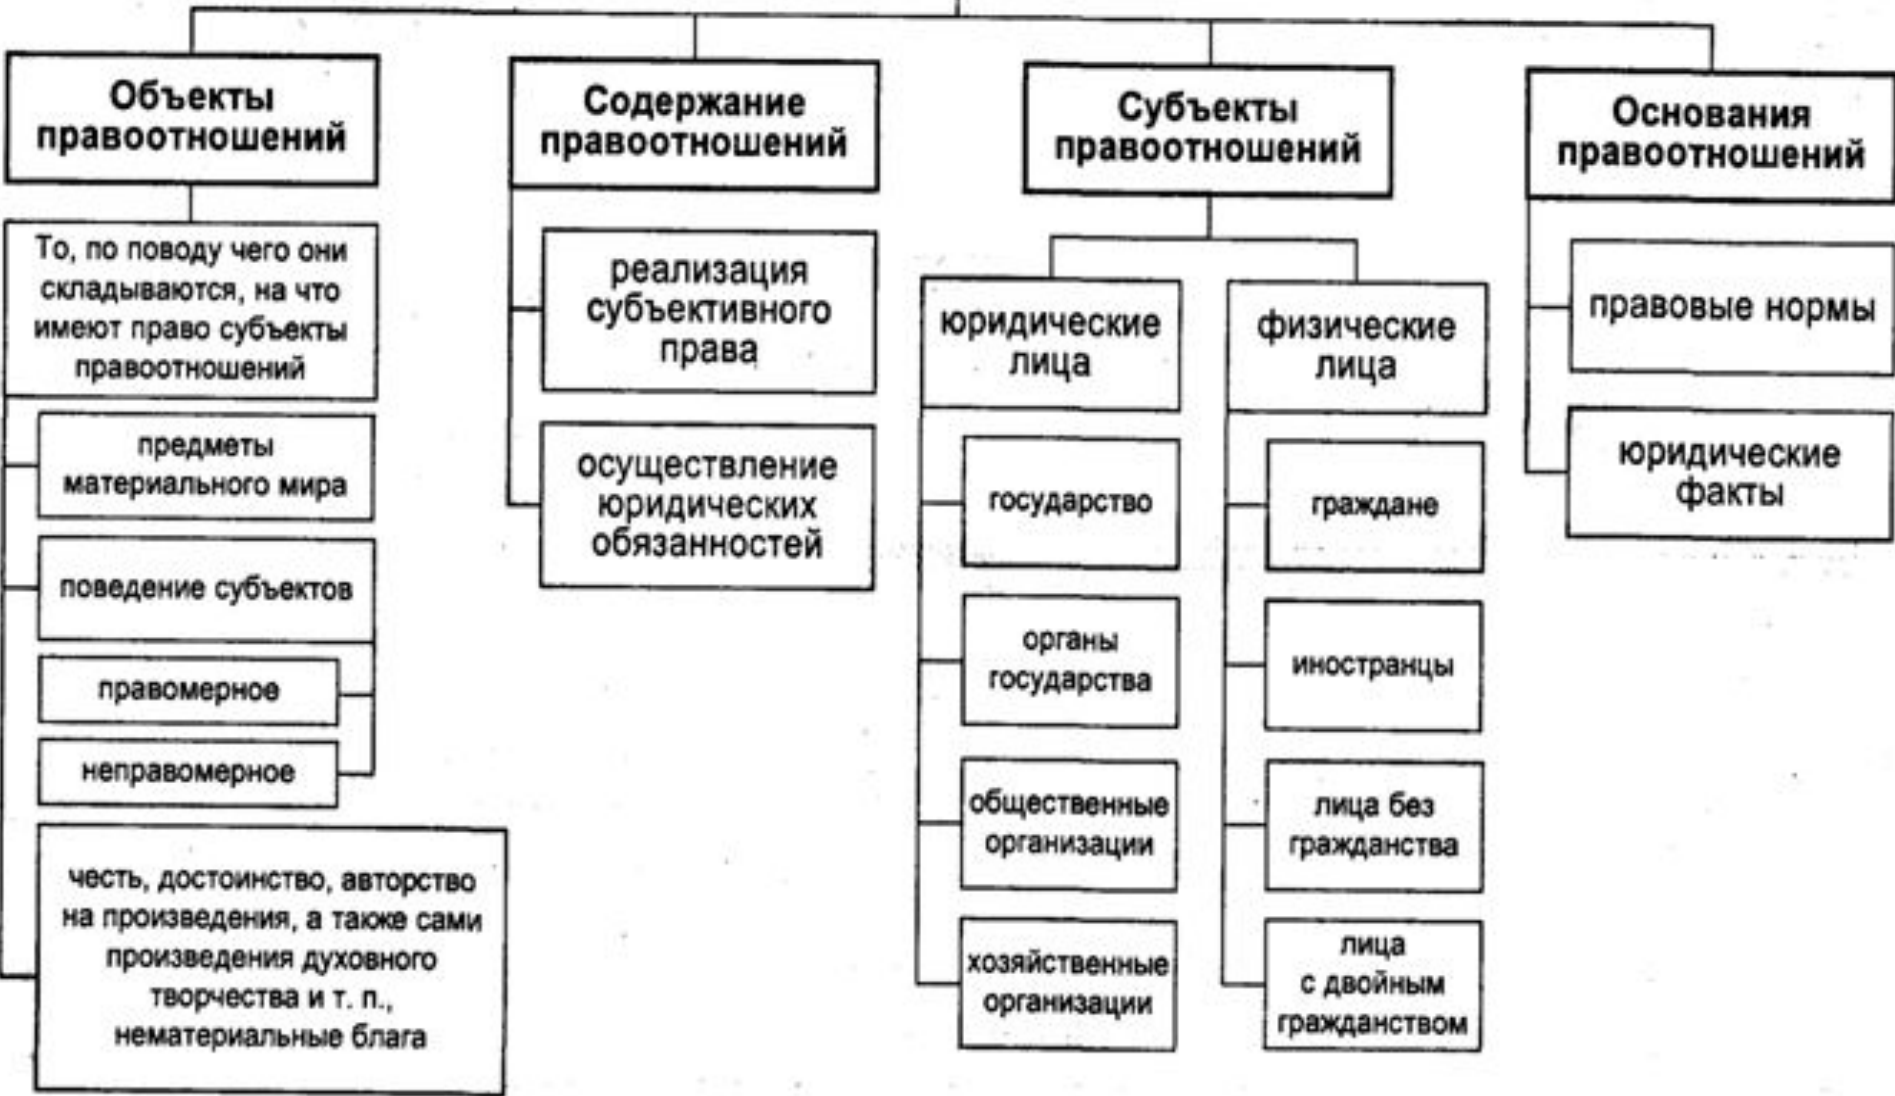 Объекты
правоотношений
То, по поводу чего они
складываются, на что
имеют право субъекты
правоотношений
предметы
материального мира
поведение субъектов
правомерное
неправомерное
честь, достоинство, авторство
на произведения, а также сами
произведения духовного
творчества и т. п.,
нематериальные блага
Содержание
правоотношений
реализация
субъективного
права
осуществление
юридических
обязанностей
Субъекты
правоотношений
юридические
лица
государство
органы
государства
общественные
организации
хозяйственные
организации
физические
лица
граждане
иностранцы
лица без
гражданства
лица
с двойным
гражданством
Основания
правоотношений
правовые нормы
юридические
факты